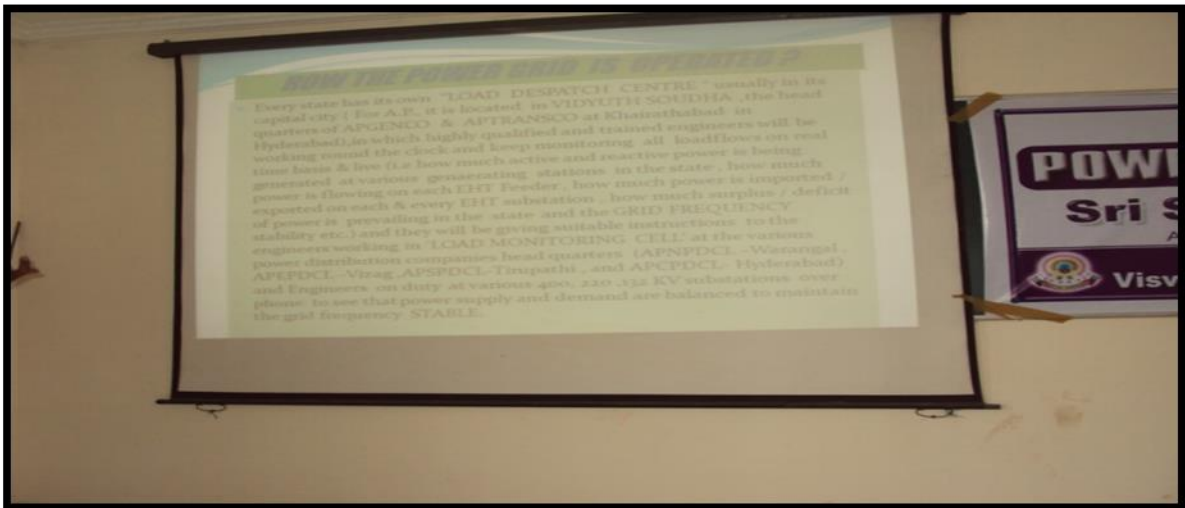 HOW THE POWER GRID IS OPERATED ?
Every state has its own "LOAD DESPATCH CENTRE" usually in its
capital city ( For A.P., it is located in VIDYUTH SOUDHA , the head
quarters of APGENCO & APTRANSCO at Khairathabad in
Hyderabad),in which highly qualified and trained engineers will be
working round the clock and keep monitoring all loadflows on real
time basis & live (i.e how much active and reactive power is being
generated at various genaerating stations in the state , how much
power is flowing on each EHT Feeder , how much power is imported /
exported on each & every EHT substation , how much surplus / deficit
of power is prevailing in the state and the GRID FREQUENCY
stability etc.) and they will be giving suitable instructions to the
engineers working in 'LOAD MONITORING CELL' at the various
power distribution companies head quarters (APNPDCL -Warangal ,
APEPDCL-Vizag ,APSPDCL-Tirupathi , and APCPDCL- Hyderabad)
and Engineers on duty at various 400, 220 ,132 KV substations over
phone to see that power supply and demand are balanced to maintain
the grid frequency STABLE.
POWE
Sri S
A
Visv